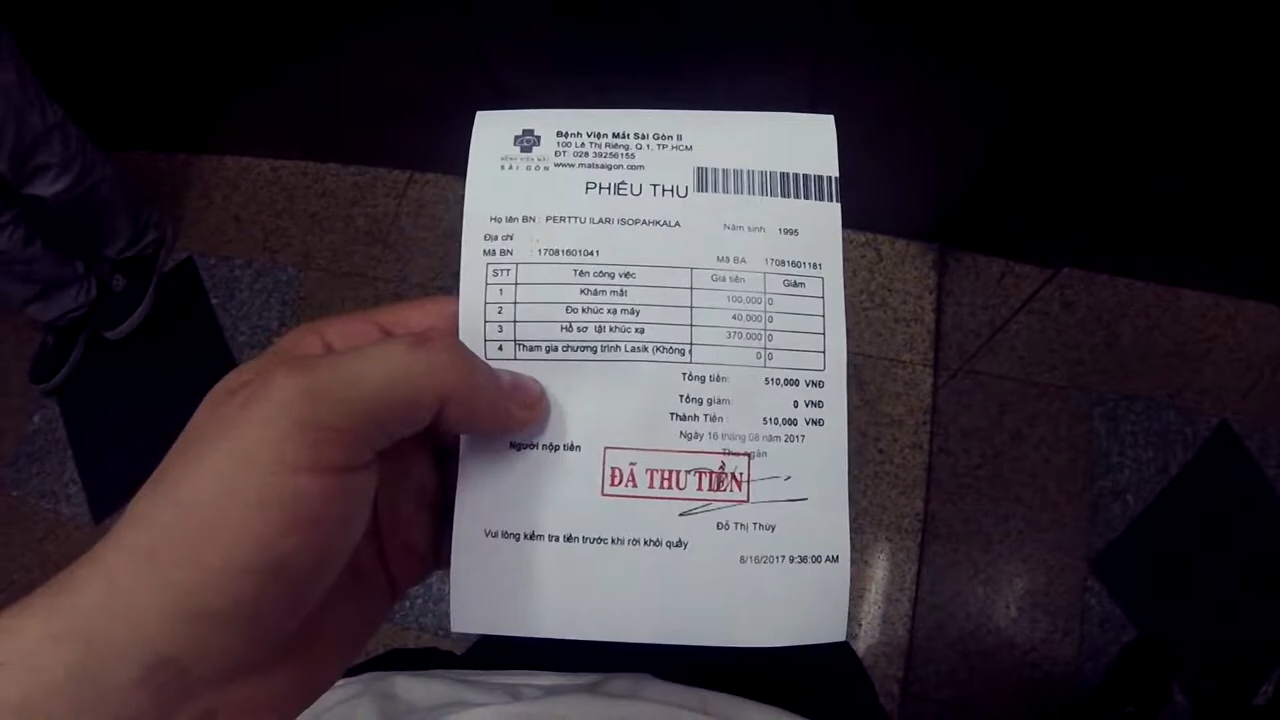 Bệnh Viện Mắt Sài Gòn II
100 Lê Thị Riêng, Q.1, TP.HCM
ĐT: 028 39256155
www.matsaigon.com
BỆNH VIỆN MẮT
SÀI GÒN
PHIẾU THU
Họ tên BN : PERTTU ILARI ISOPAHKALA Năm sinh: 1995
Địa chỉ :
Mã BN : 17081601041 Mã BA 17081601181
STT Tên công việc Giá tiền Giảm
1 Khám mắt 100,000 0
2 Đo khúc xạ máy 40,000 0
3 Hồ sơ tật khúc xạ 370,000 0
4 Tham gia chương trình Lasik (Không 0 0
Tổng tiền: 510,000 VNĐ
Tổng giảm: 0 VNĐ
Thành Tiền : 510,000 VNĐ
Ngày 16 tháng 08 năm 2017
Người nộp tiền Thu ngân
ĐÃ THU TIỀN
Đỗ Thị Thủy
Vui lòng kiểm tra tiền trước khi rời khỏi quầy
8/16/2017 9:36:00 AM